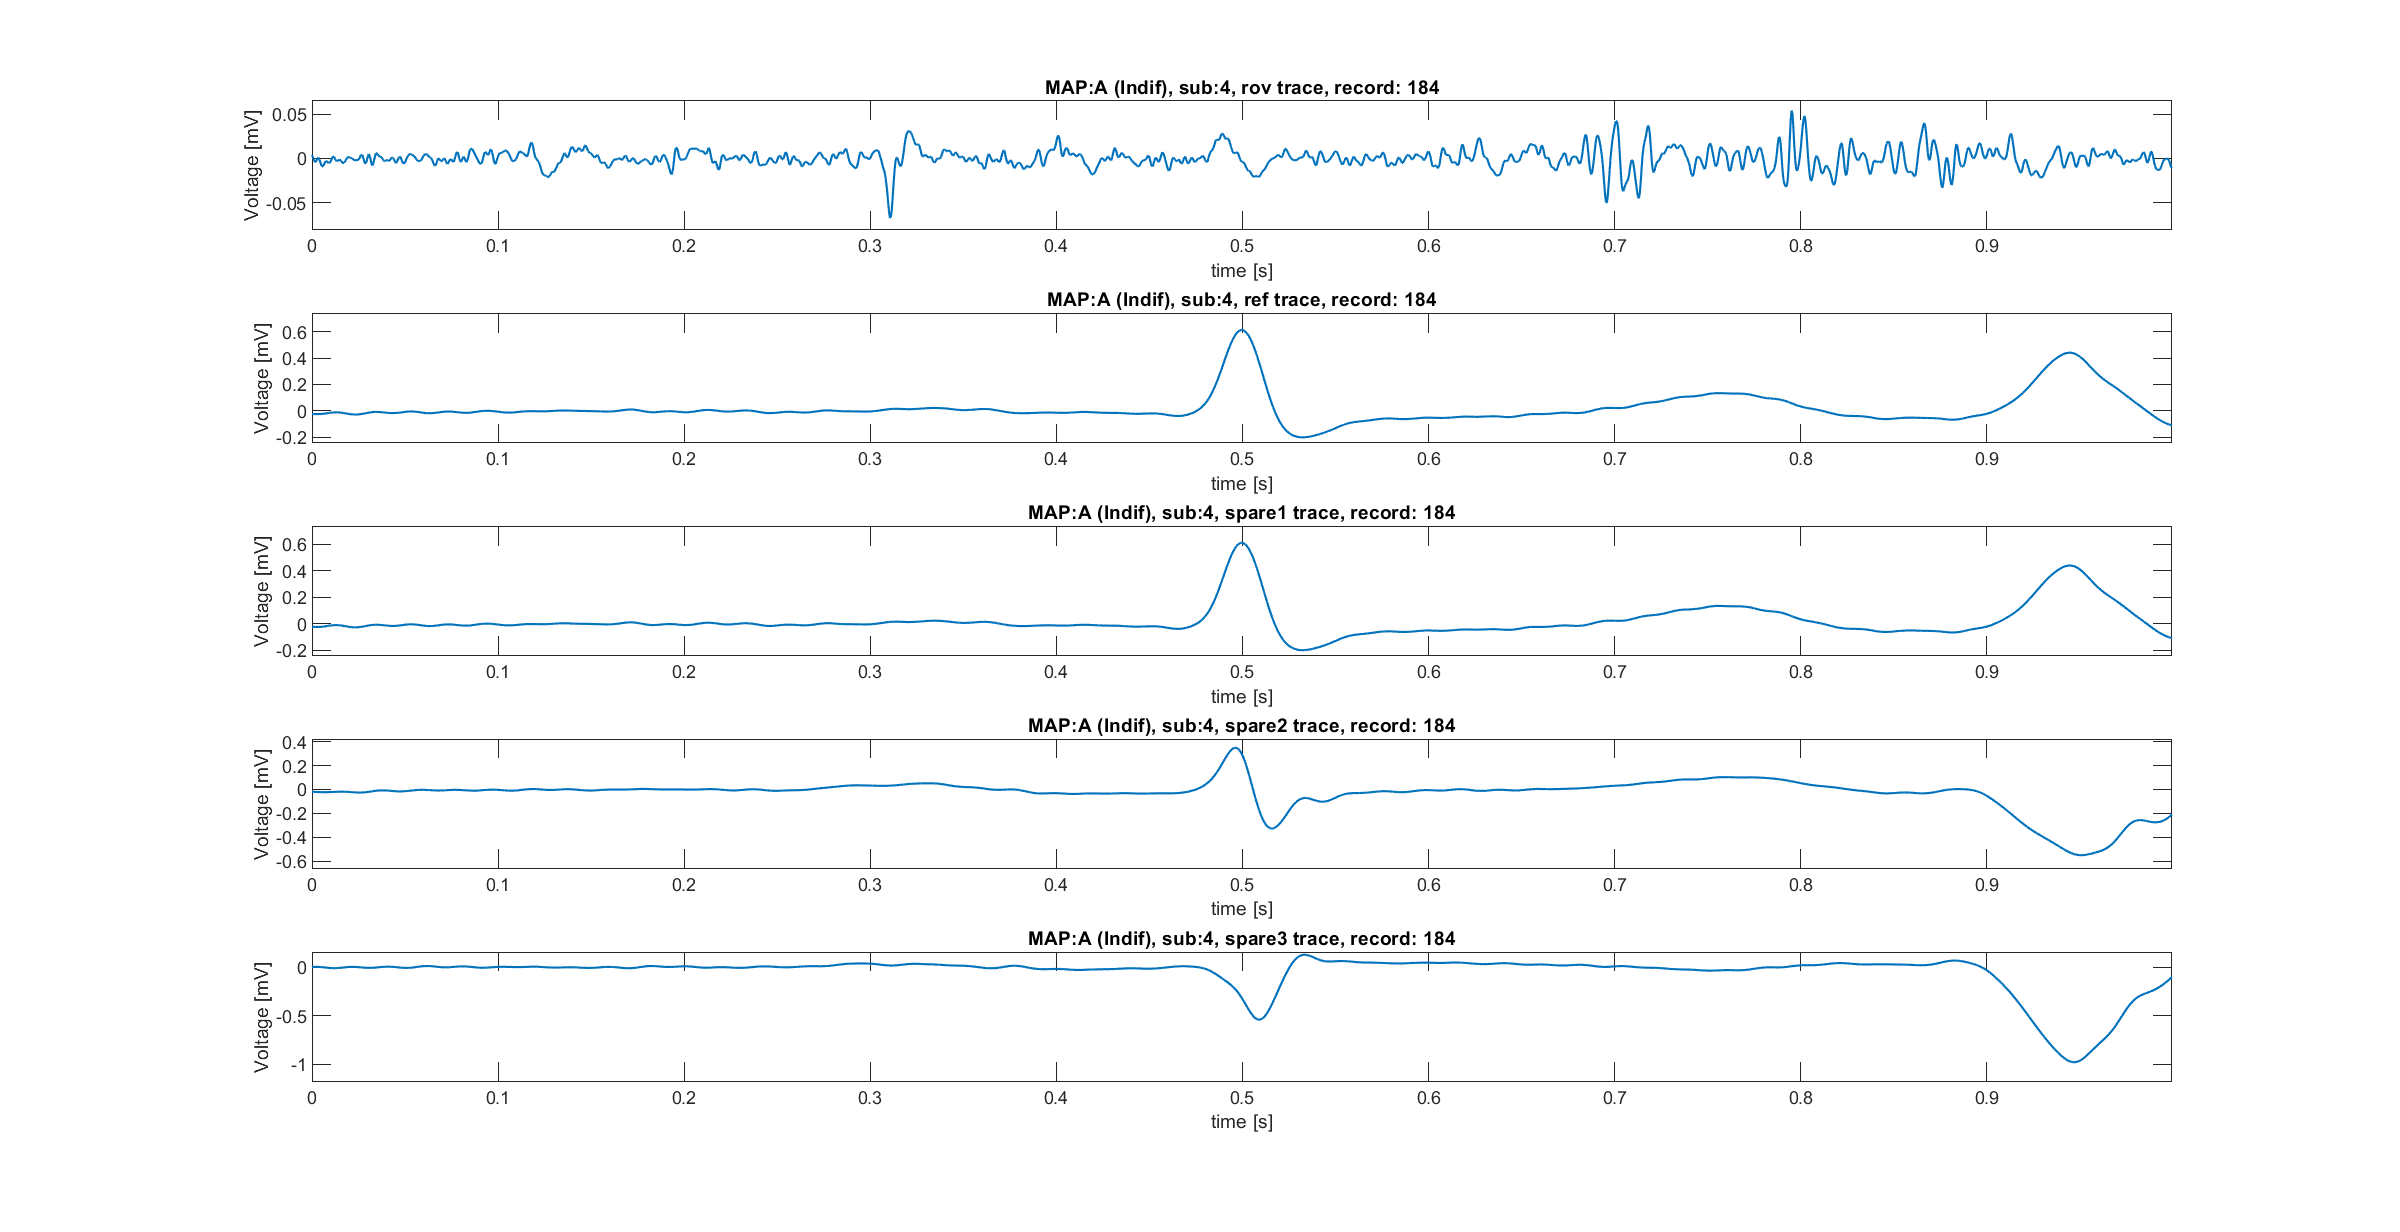 MAP:A (Indif), sub:4, rov trace, record: 184
Voltage [mV]
0.05
0
-0.05
0 0.1 0.2 0.3 0.4 0.5 0.6 0.7 0.8 0.9
time [s]
MAP:A (Indif), sub:4, ref trace, record: 184
Voltage [mV]
0.6
0.4
0.2
0
-0.2
0 0.1 0.2 0.3 0.4 0.5 0.6 0.7 0.8 0.9
time [s]
MAP:A (Indif), sub:4, spare1 trace, record: 184
Voltage [mV]
0.6
0.4
0.2
0
-0.2
0 0.1 0.2 0.3 0.4 0.5 0.6 0.7 0.8 0.9
time [s]
MAP:A (Indif), sub:4, spare2 trace, record: 184
Voltage [mV]
0.4
0.2
0
-0.2
-0.4
-0.6
0 0.1 0.2 0.3 0.4 0.5 0.6 0.7 0.8 0.9
time [s]
MAP:A (Indif), sub:4, spare3 trace, record: 184
Voltage [mV]
0
-0.5
-1
0 0.1 0.2 0.3 0.4 0.5 0.6 0.7 0.8 0.9
time [s]